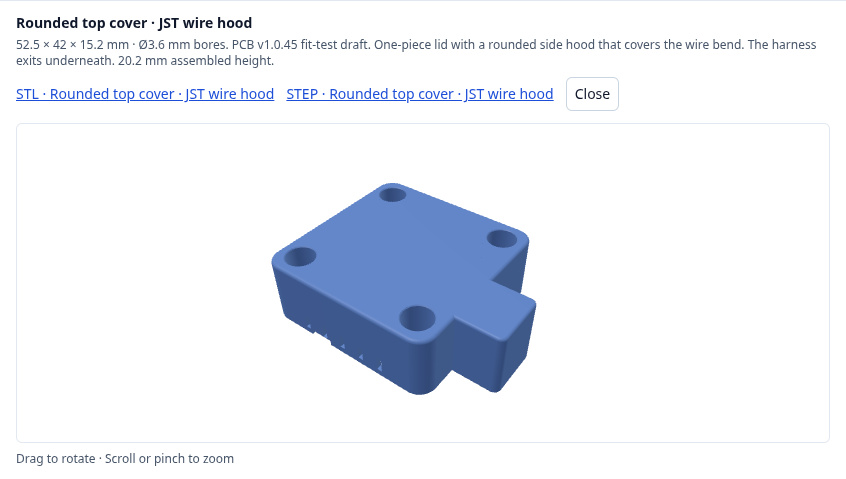 Rounded top cover · JST wire hood
52.5 × 42 × 15.2 mm · Ø3.6 mm bores. PCB v1.0.45 fit-test draft. One-piece lid with a rounded side hood that covers the wire bend. The harness
exits underneath. 20.2 mm assembled height.
STL · Rounded top cover · JST wire hood STEP · Rounded top cover · JST wire hood Close
Drag to rotate · Scroll or pinch to zoom